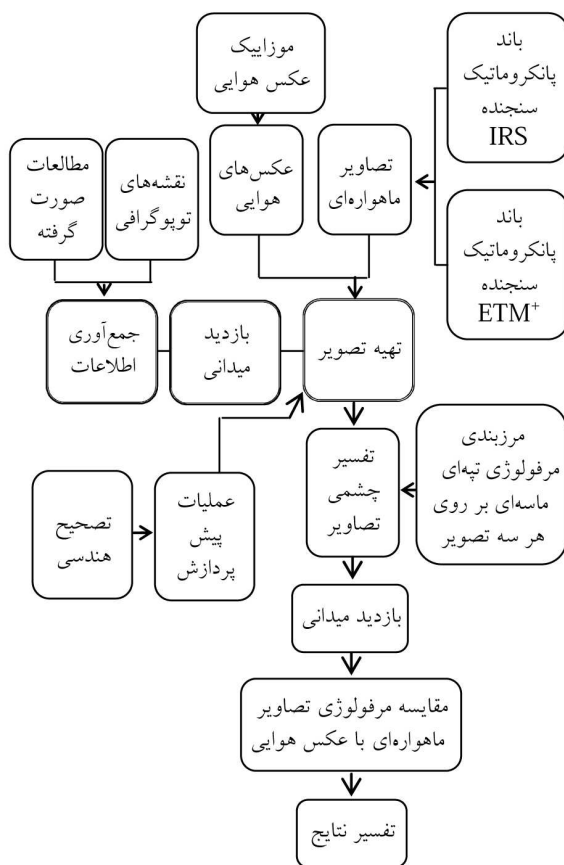 موزاییک
عکس هوایی
باند
پانکروماتیک
سنجنده
IRS
مطالعات
صورت
گرفته
نقشه‌های
توپوگرافی
عکس‌های
هوایی
تصاویر
ماهواره‌ای
باند
پانکروماتیک
سنجنده
ETM⁺
جمع‌آوری
اطلاعات
بازدید
میدانی
تهیه تصویر
تصحیح
هندسی
عملیات
پیش
پردازش
تفسیر
چشمی
تصاویر
مرزبندی
مرفولوژی تپه‌ای
ماسه‌ای بر روی
هر سه تصویر
بازدید میدانی
مقایسه مرفولوژی تصاویر
ماهواره‌ای با عکس هوایی
تفسیر نتایج